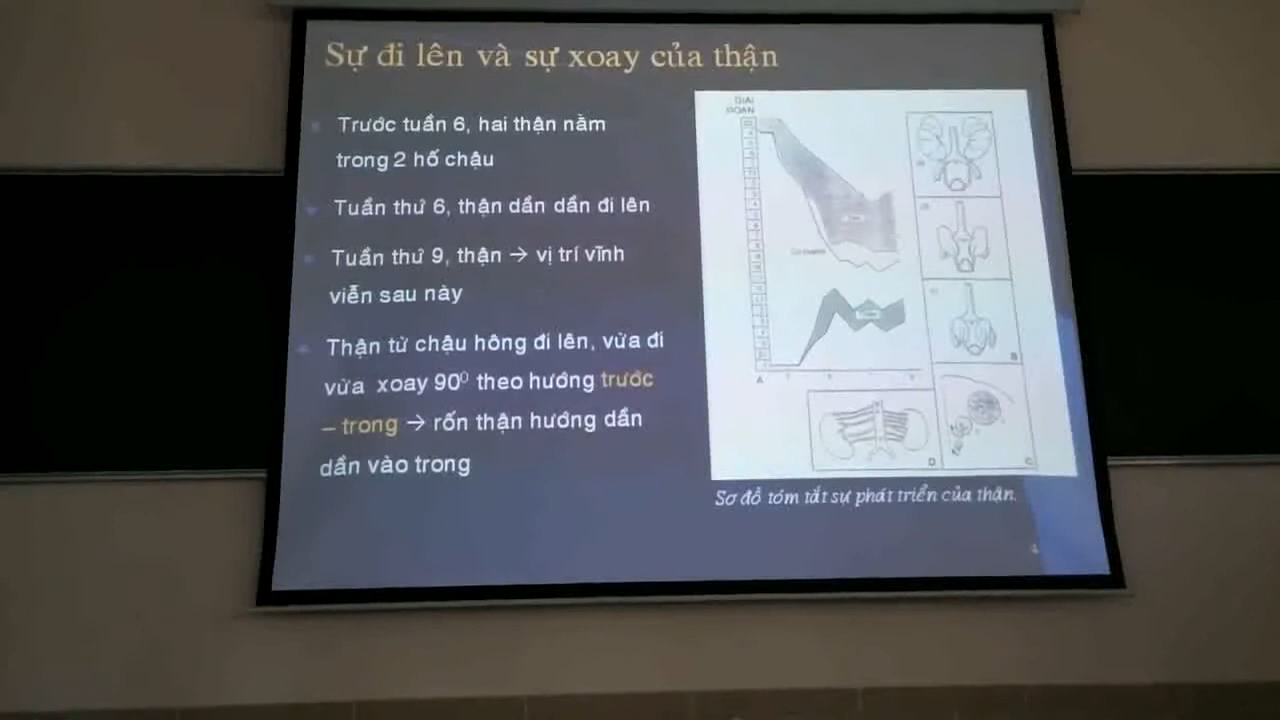 Sự đi lên và sự xoay của thận
Trước tuần 6, hai thận nằm
trong 2 hố chậu
Tuần thứ 6, thận dần dần đi lên
Tuần thứ 9, thận → vị trí vĩnh
viễn sau này
Thận từ chậu hông đi lên, vừa đi
vừa xoay 90⁰ theo hướng trước
– trong → rốn thận hướng dần
dần vào trong
GIAI
ĐOẠN
A
B
D
C
Sơ đồ tóm tắt sự phát triển của thận.
4